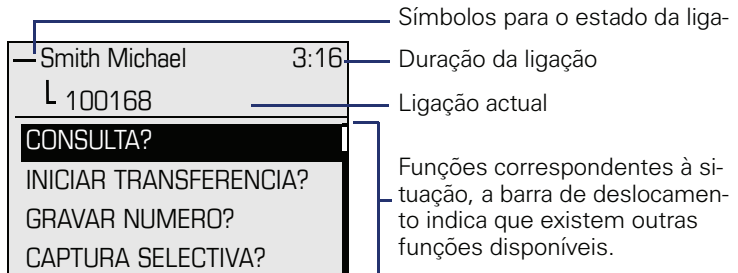 Símbolos para o estado da liga-
Smith Michael 3:16
Duração da ligação
100168
Ligação actual
CONSULTA?
INICIAR TRANSFERENCIA?
GRAVAR NUMERO?
CAPTURA SELECTIVA?
Funções correspondentes à si-
tuação, a barra de deslocamen-
to indica que existem outras
funções disponíveis.